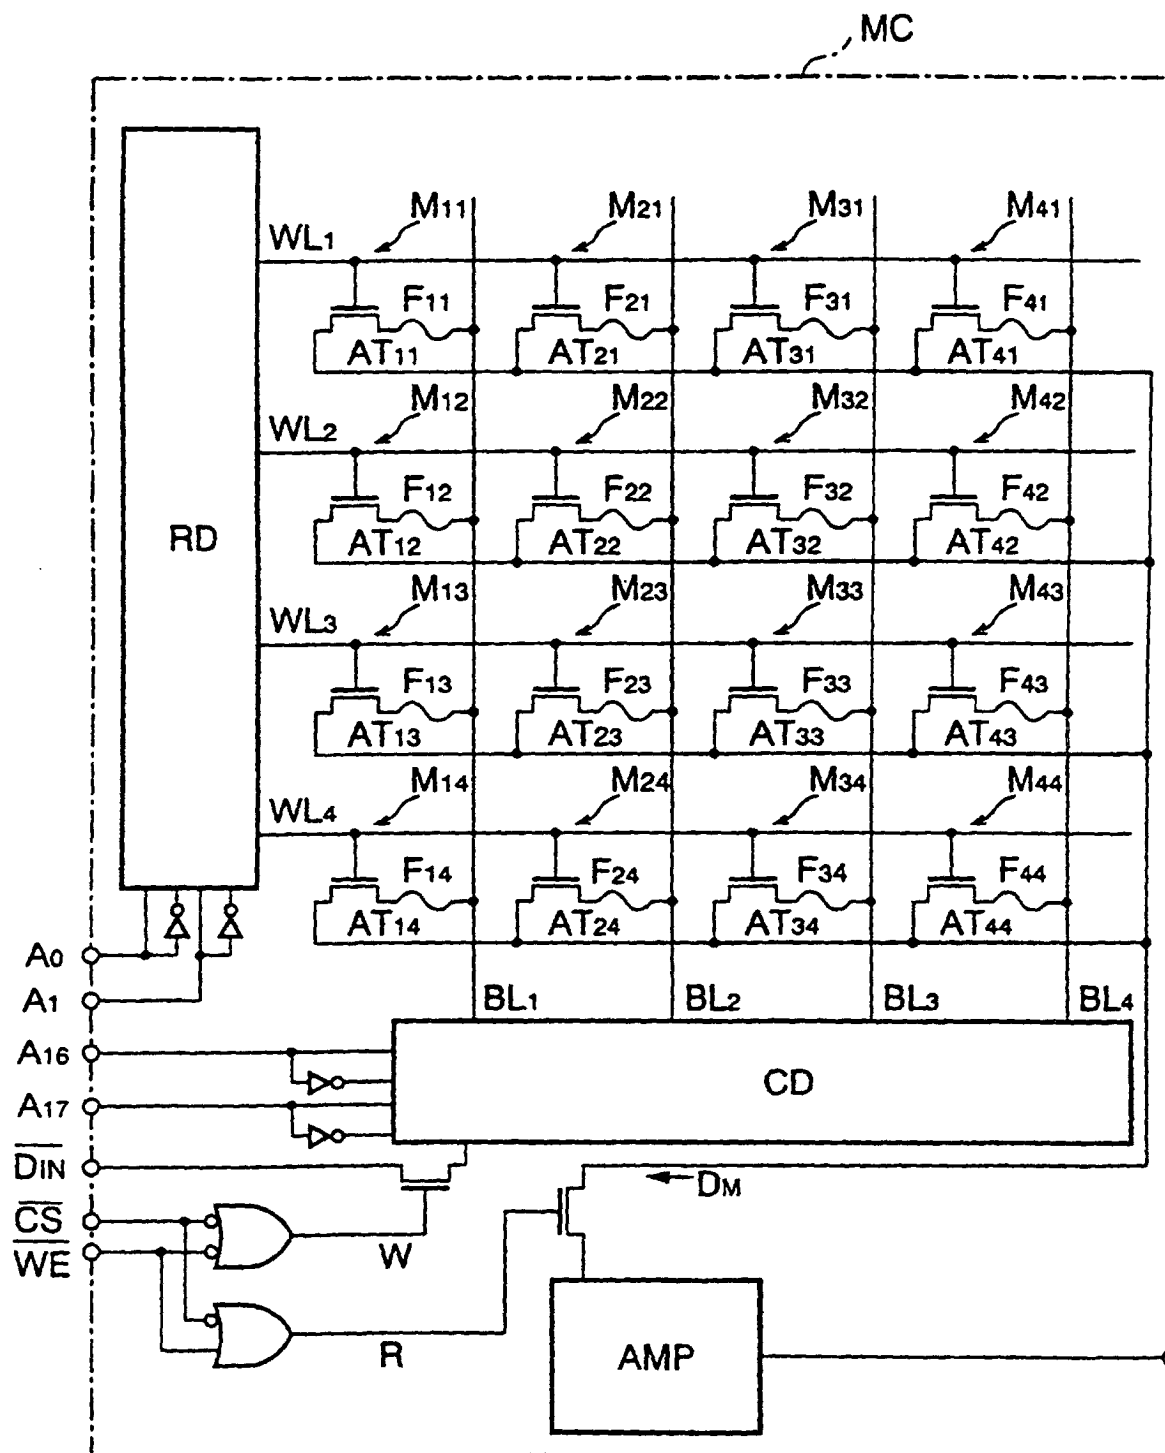 MC
M11 M21 M31 M41
WL1
F11 F21 F31 F41
AT11 AT21 AT31 AT41
M12 M22 M32 M42
WL2
F12 F22 F32 F42
RD
AT12 AT22 AT32 AT42
M13 M23 M33 M43
WL3
F13 F23 F33 F43
AT13 AT23 AT33 AT43
M14 M24 M34 M44
WL4
F14 F24 F34 F44
AT14 AT24 AT34 AT44
A0
A1
BL1 BL2 BL3 BL4
A16
CD
A17
D̅I̅N̅
DM
C̅S̅
W̅E̅
W
R
AMP